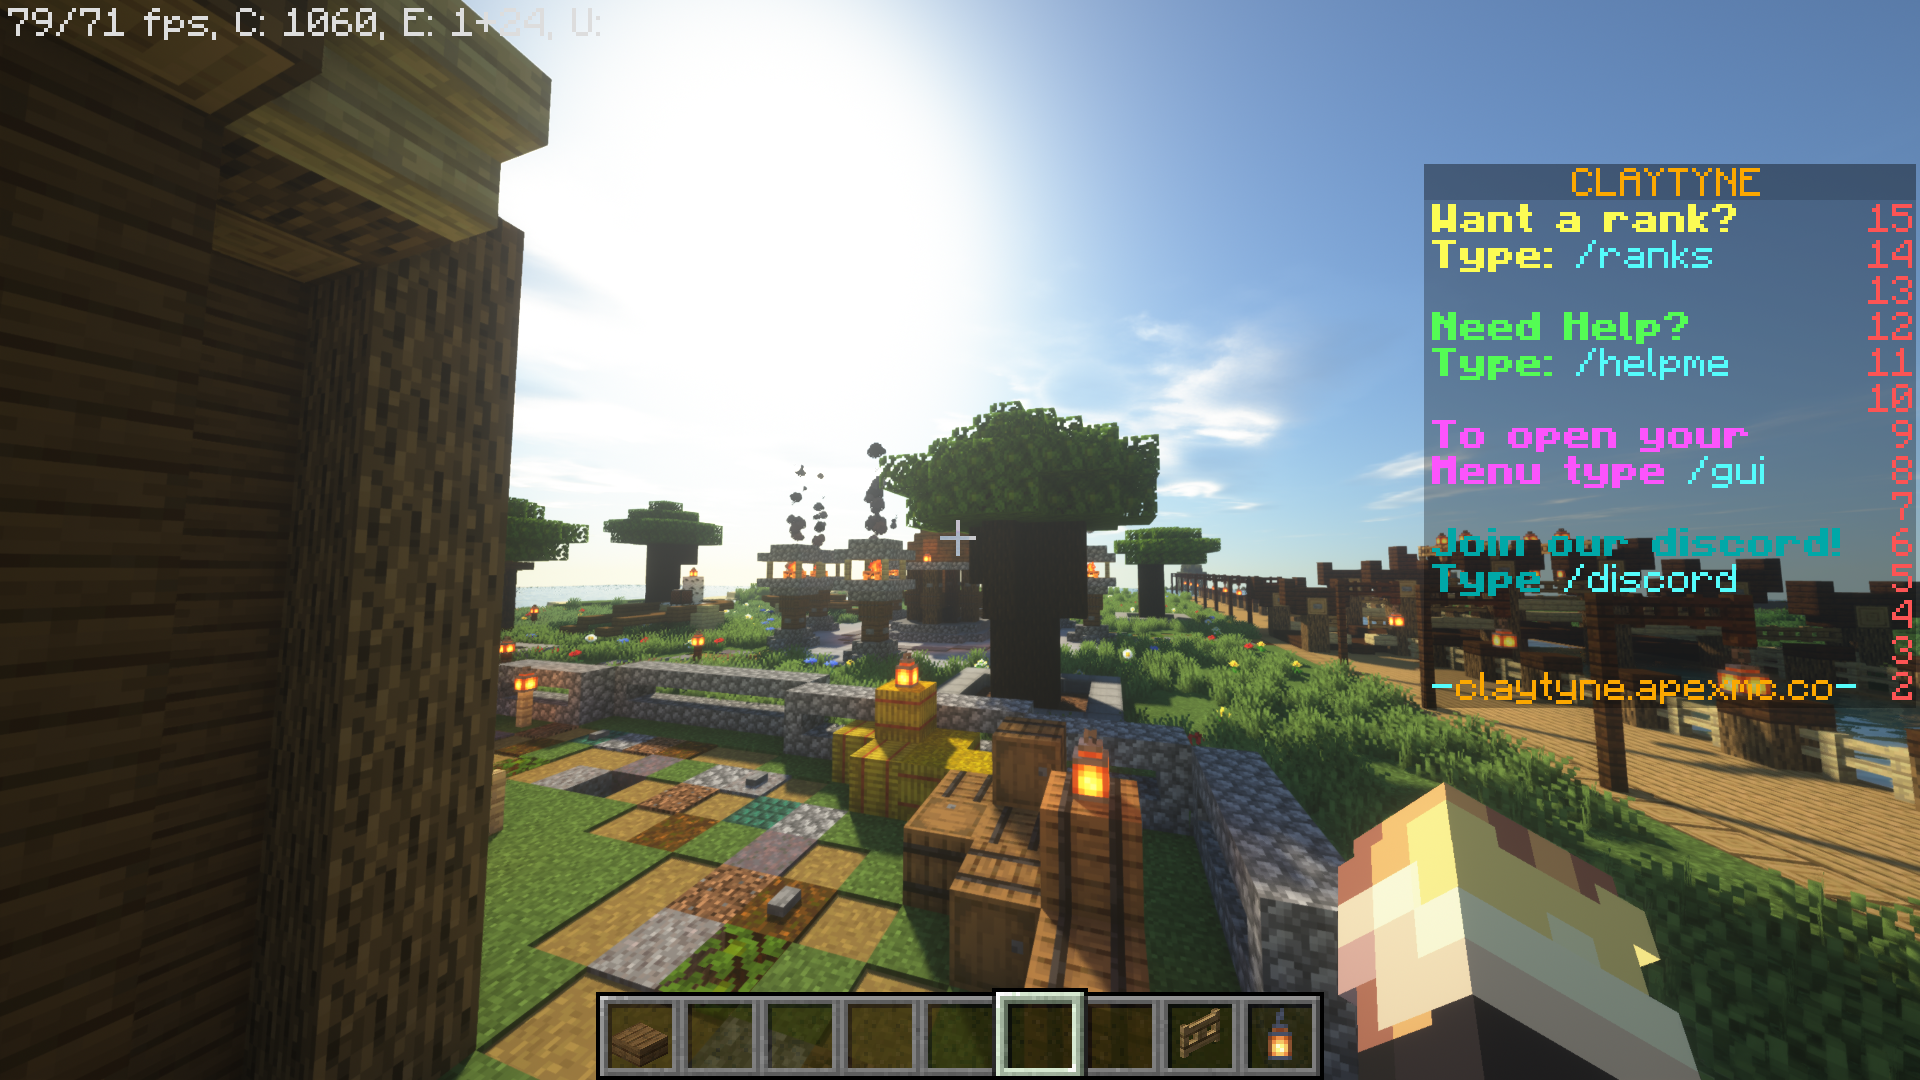 79/71 fps, C: 1060, E: 1+24, U:
CLAYTYNE
Want a rank? 15
Type: /ranks 14
13
Need Help? 12
Type: /helpme 11
10
To open your 9
Menu type /gui 8
7
Join our discord! 6
Type /discord 5
4
3
-claytyne.apexmc.co- 2